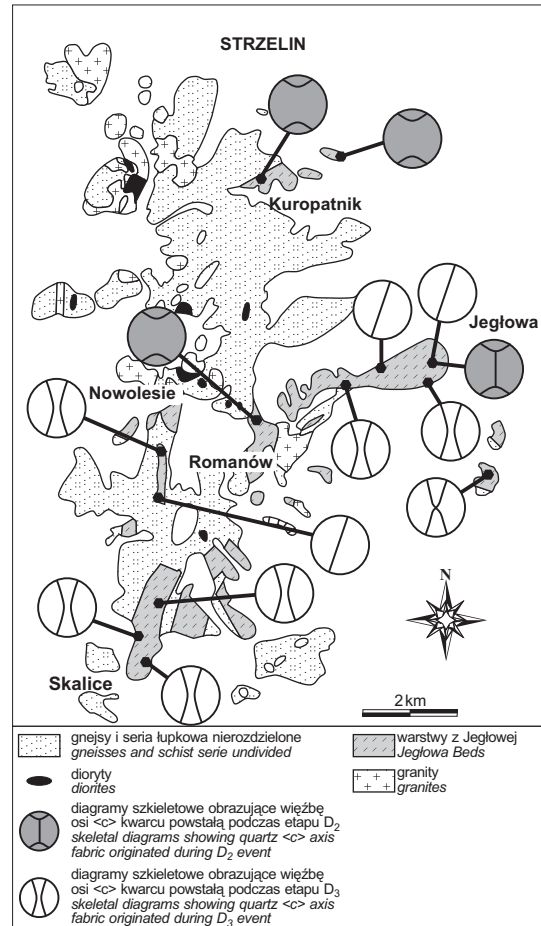 STRZELIN
Kuropatnik
Jegłowa
Nowolesie
Romanów
N
Skalice
2 km
gnejsy i seria łupkowa nierozdzielone
gneisses and schist serie undivided
dioryty
diorites
diagramy szkieletowe obrazujące więźbę
osi <c> kwarcu powstałą podczas etapu D2
skeletal diagrams showing quartz <c> axis
fabric originated during D2 event
diagramy szkieletowe obrazujące więźbę
osi <c> kwarcu powstałą podczas etapu D3
skeletal diagrams showing quartz <c> axis
fabric originated during D3 event
warstwy z Jegłowej
Jegłowa Beds
granity
granites